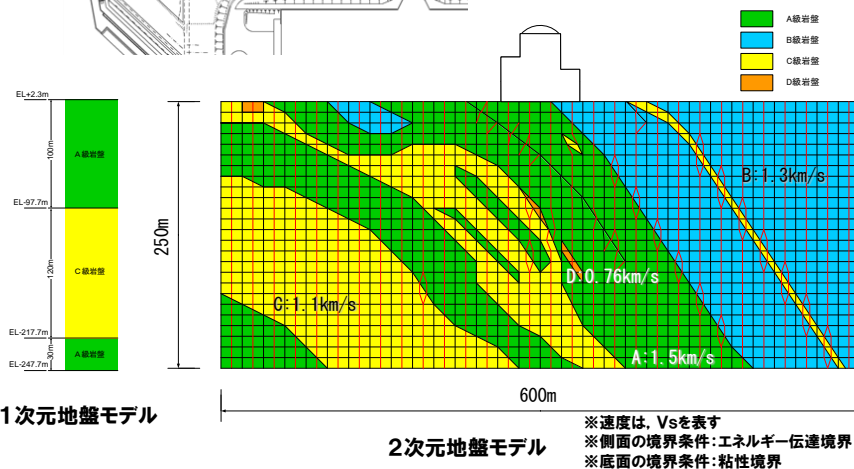 A級岩盤
B級岩盤
C級岩盤
D級岩盤
EL+2.3m
100m
A級岩盤
EL-97.7m
120m
C級岩盤
EL-217.7m
30m
A級岩盤
EL-247.7m
250m
B:1.3km/s
D:0.76km/s
C:1.1km/s
A:1.5km/s
600m
1次元地盤モデル
2次元地盤モデル
※速度は, Vsを表す
※側面の境界条件:エネルギー伝達境界
※底面の境界条件:粘性境界